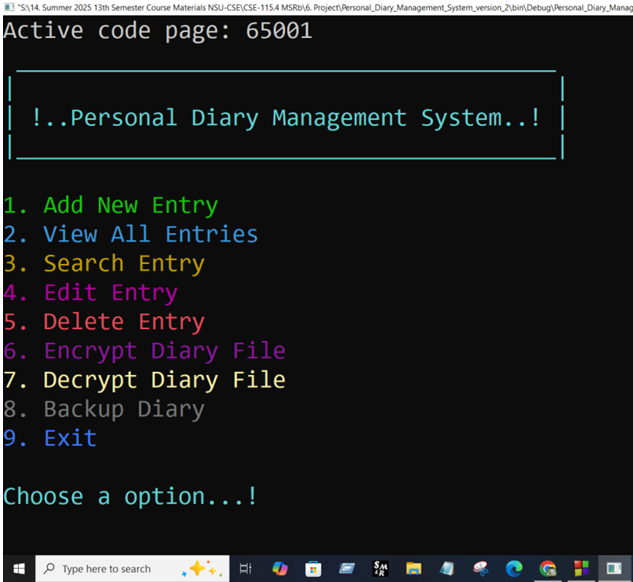 "S:\14. Summer 2025 13th Semester Course Materials NSU-CSE\CSE-115.4 MSRb\6. Project\Personal_Diary_Management_System_version_2\bin\Debug\Personal_Diary_Manag
Active code page: 65001
!..Personal Diary Management System..!
1. Add New Entry
2. View All Entries
3. Search Entry
4. Edit Entry
5. Delete Entry
6. Encrypt Diary File
7. Decrypt Diary File
8. Backup Diary
9. Exit
Choose a option...!
Type here to search